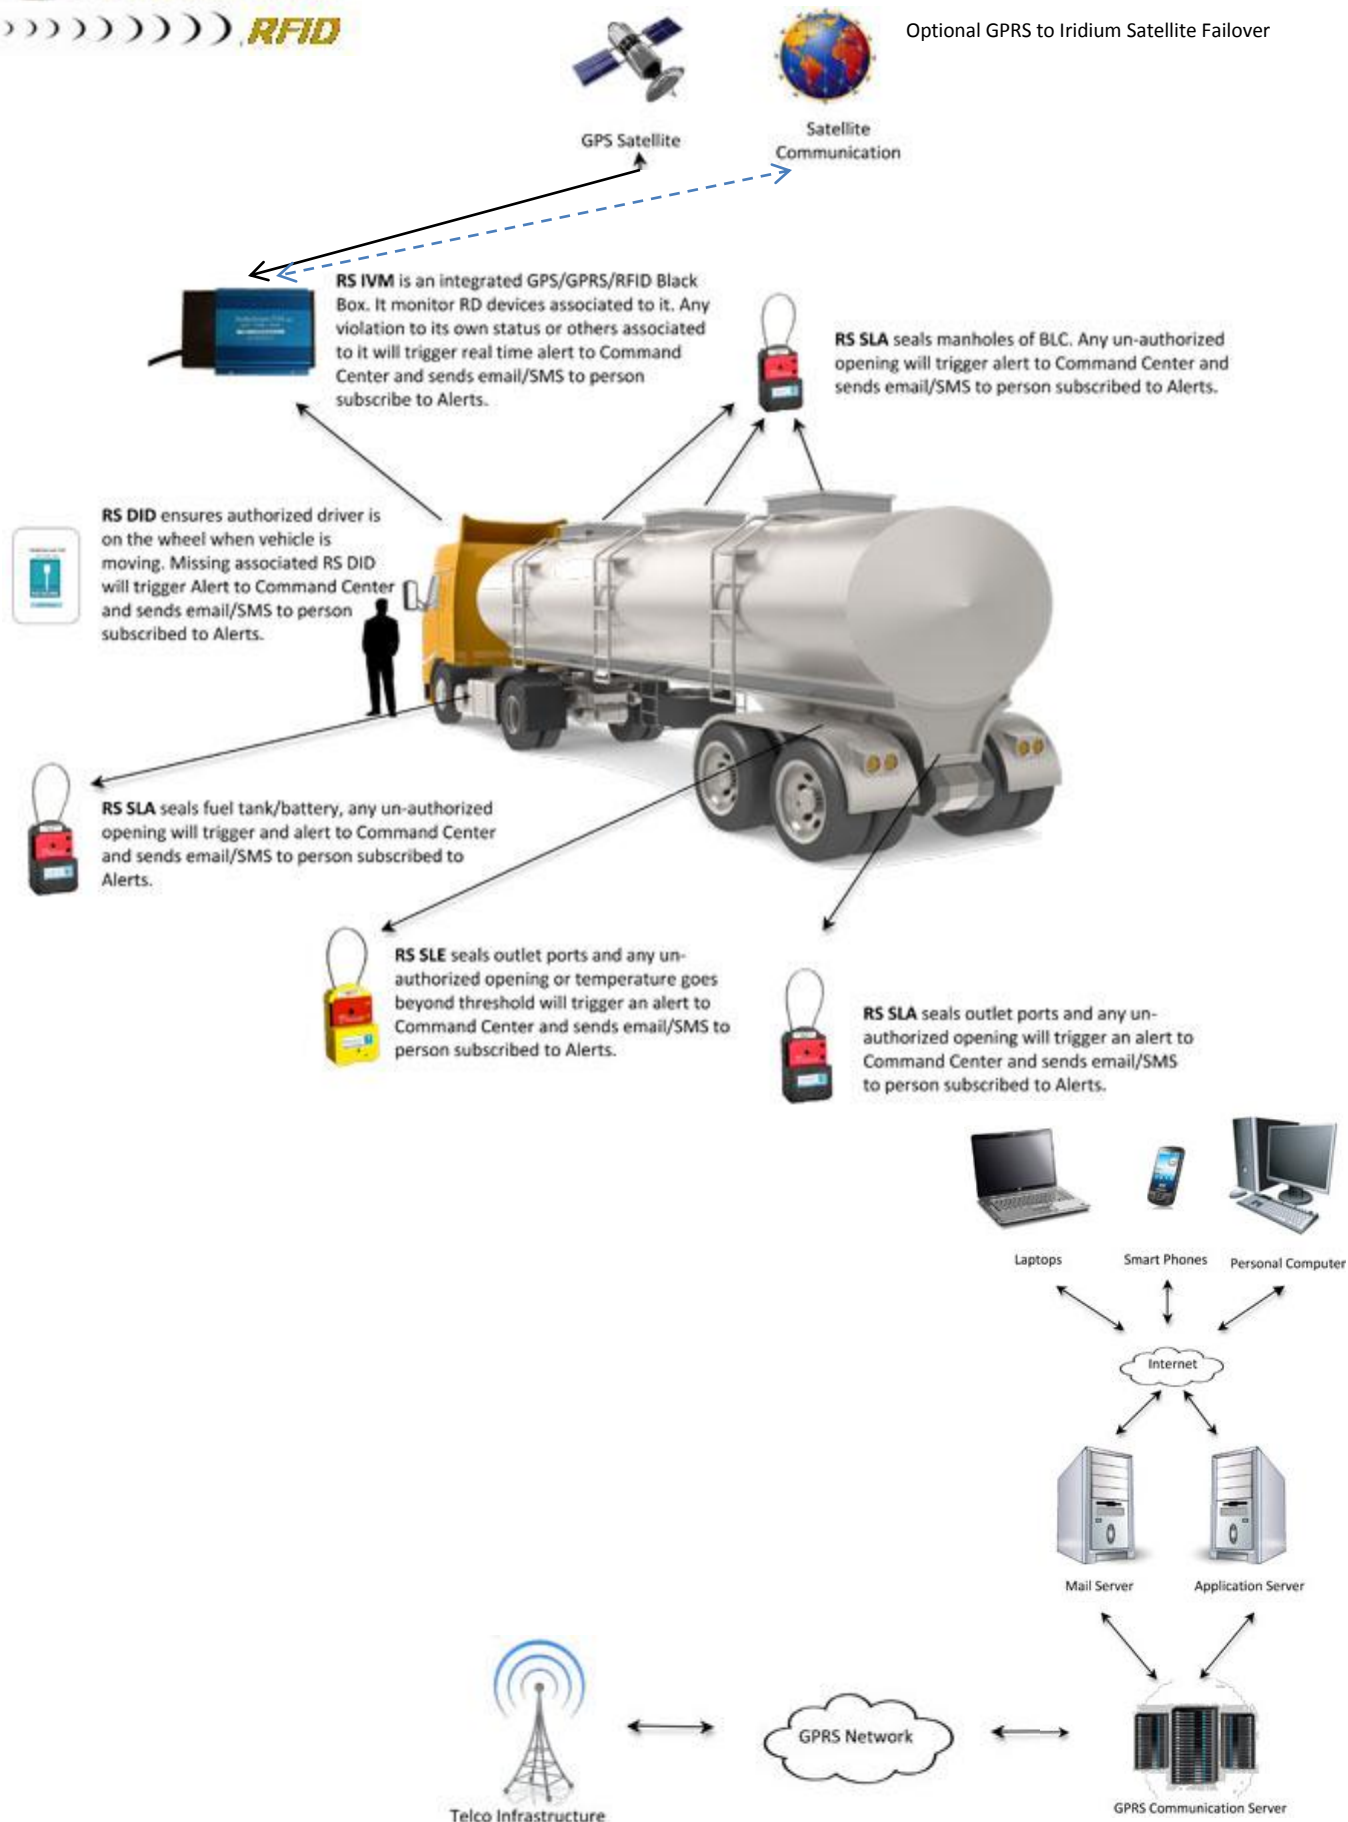 RFID
Optional GPRS to Iridium Satellite Failover
GPS Satellite
Satellite
Communication
RS IVM is an integrated GPS/GPRS/RFID Black
Box. It monitor RD devices associated to it. Any
violation to its own status or others associated
to it will trigger real time alert to Command
Center and sends email/SMS to person
subscribe to Alerts.
RS SLA seals manholes of BLC. Any un-authorized
opening will trigger alert to Command Center and
sends email/SMS to person subscribed to Alerts.
RS DID ensures authorized driver is
on the wheel when vehicle is
moving. Missing associated RS DID
will trigger Alert to Command Center
and sends email/SMS to person
subscribed to Alerts.
RS SLA seals fuel tank/battery, any un-authorized
opening will trigger and alert to Command Center
and sends email/SMS to person subscribed to
Alerts.
RS SLE seals outlet ports and any un-
authorized opening or temperature goes
beyond threshold will trigger an alert to
Command Center and sends email/SMS to
person subscribed to Alerts.
RS SLA seals outlet ports and any un-
authorized opening will trigger an alert to
Command Center and sends email/SMS
to person subscribed to Alerts.
Laptops
Smart Phones
Personal Computer
Internet
Mail Server
Application Server
GPRS Network
Telco Infrastructure
GPRS Communication Server